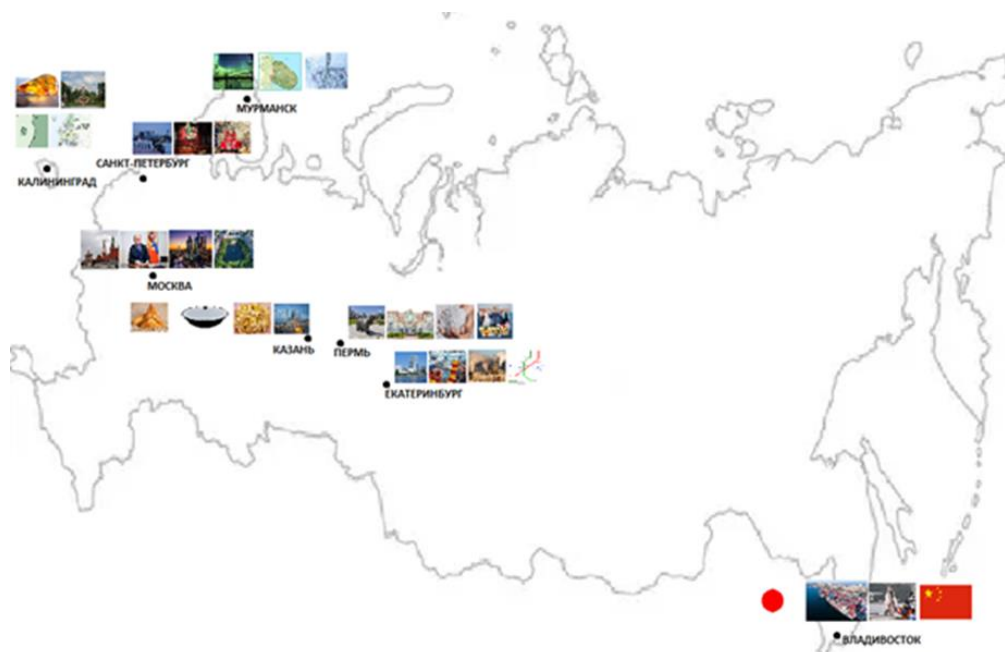 МУРМАНСК
САНКТ-ПЕТЕРБУРГ
КАЛИНИНГРАД
МОСКВА
КАЗАНЬ
ПЕРМЬ
ЕКАТЕРИНБУРГ
ВЛАДИВОСТОК